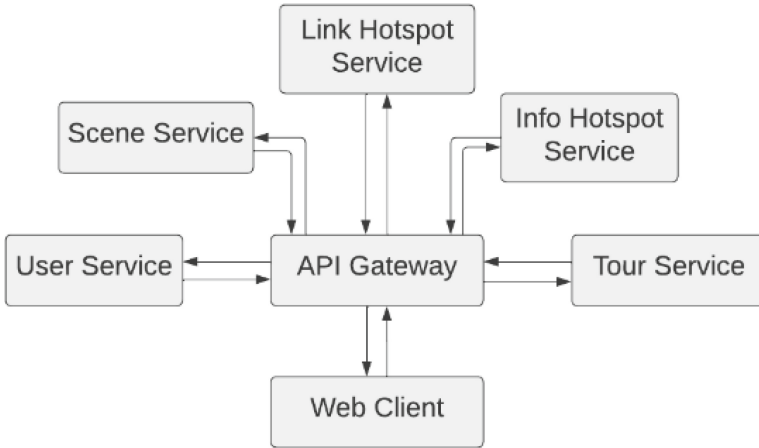 Link Hotspot
Service
Scene Service
Info Hotspot
Service
User Service
API Gateway
Tour Service
Web Client